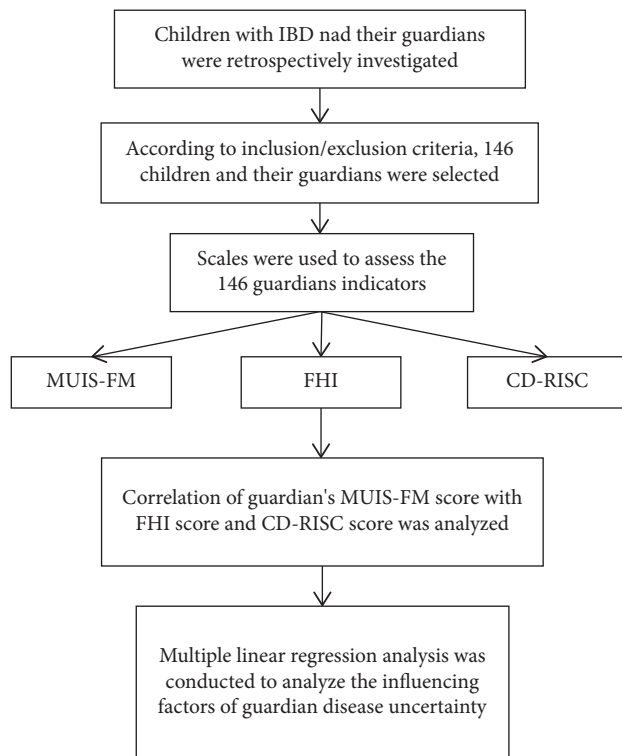 Children with IBD nad their guardians
were retrospectively investigated
According to inclusion/exclusion criteria, 146
children and their guardians were selected
Scales were used to assess the
146 guardians indicators
MUIS-FM
FHI
CD-RISC
Correlation of guardian's MUIS-FM score with
FHI score and CD-RISC score was analyzed
Multiple linear regression analysis was
conducted to analyze the influencing
factors of guardian disease uncertainty